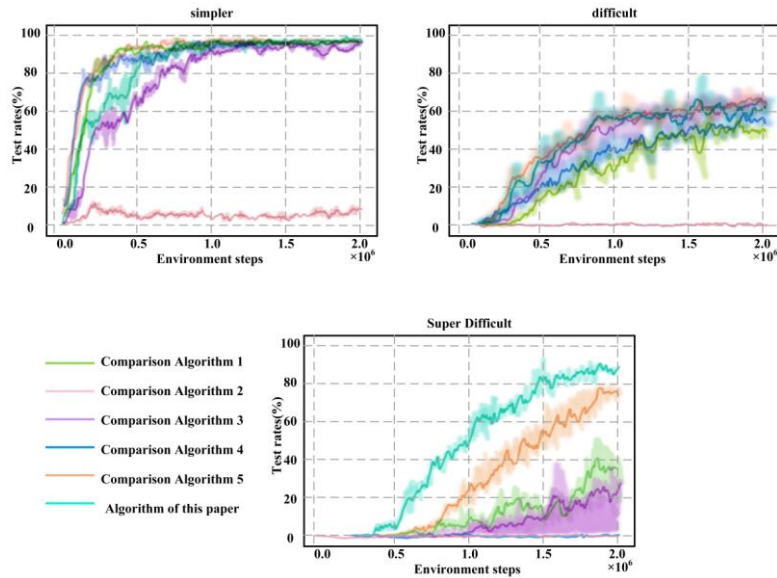 simpler
100
80
60
40
20
0
Test rates(%)
0.0 0.5 1.0 1.5 2.0
×10⁶
Environment steps
difficult
100
80
60
40
20
0
Test rates(%)
0.0 0.5 1.0 1.5 2.0
×10⁶
Environment steps
Comparison Algorithm 1
Comparison Algorithm 2
Comparison Algorithm 3
Comparison Algorithm 4
Comparison Algorithm 5
Algorithm of this paper
Super Difficult
100
80
60
40
20
0
Test rates(%)
0.0 0.5 1.0 1.5 2.0
×10⁶
Environment steps